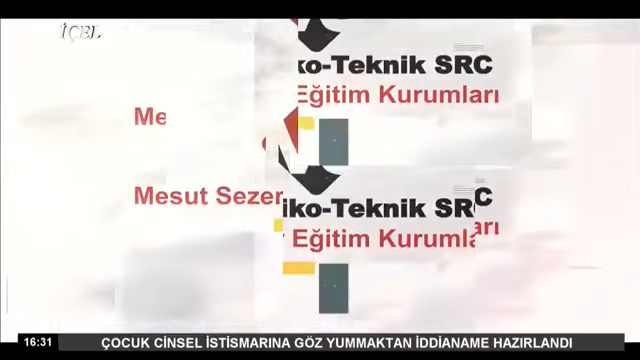 İÇEL
ko-Teknik SRC
Eğitim Kurumları
Me
Mesut Sezer
iko-Teknik SRC
Eğitim Kurumları
16:31 ÇOCUK CİNSEL İSTİSMARINA GÖZ YUMMAKTAN İDDİANAME HAZIRLANDI